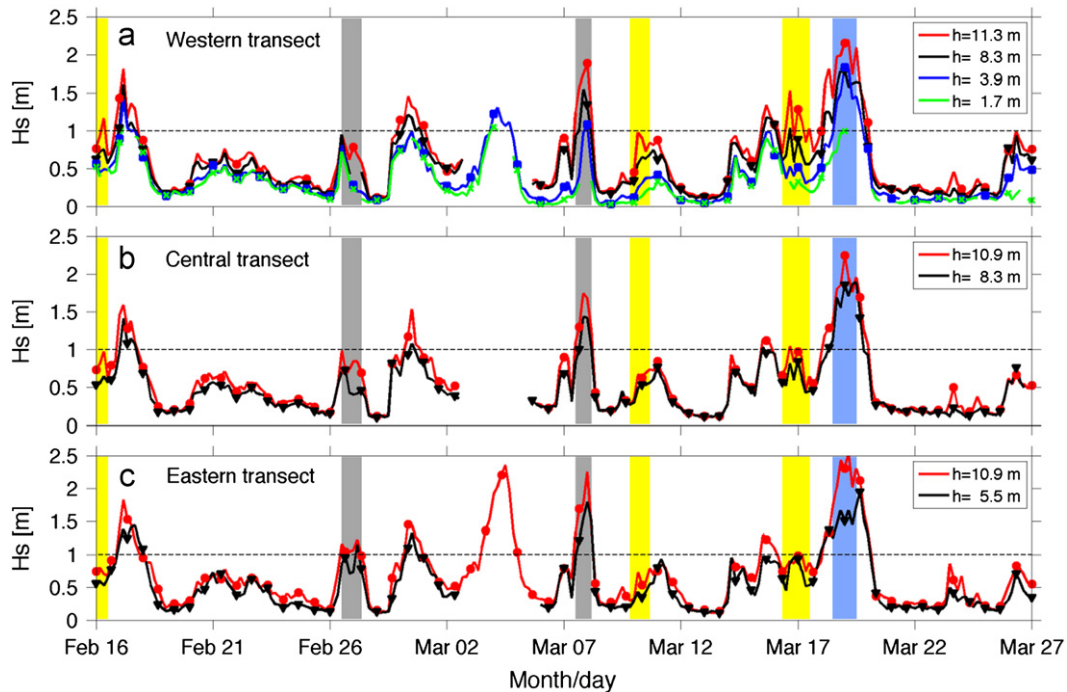 2.5
a
Western transect
h=11.3 m
2
h= 8.3 m
h= 3.9 m
1.5
h= 1.7 m
Hs [m]
1
0.5
0
2.5
b
Central transect
h=10.9 m
2
h= 8.3 m
1.5
Hs [m]
1
0.5
0
2.5
c
Eastern transect
h=10.9 m
2
h= 5.5 m
1.5
Hs [m]
1
0.5
0
Feb 16 Feb 21 Feb 26 Mar 02 Mar 07 Mar 12 Mar 17 Mar 22 Mar 27
Month/day